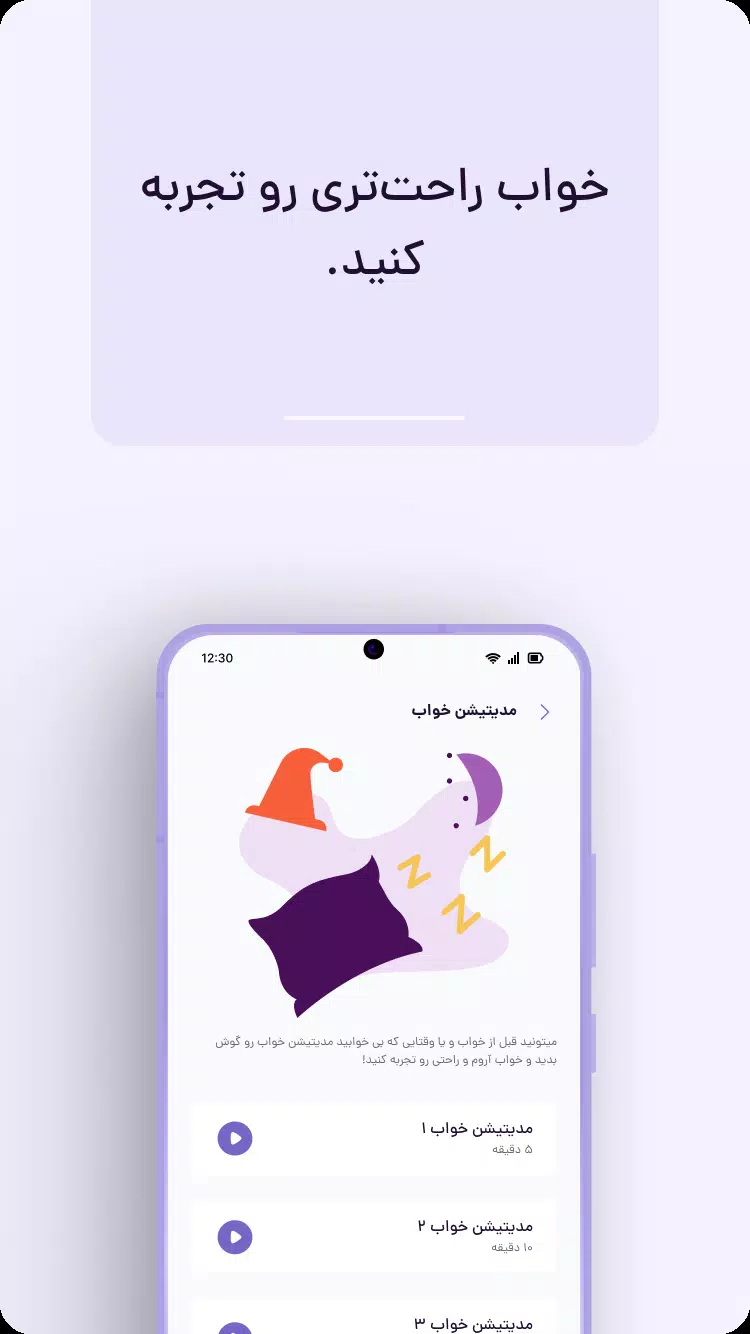 خواب راحت‌تری رو تجربه
کنید.
12:30
مدیتیشن خواب
میتونید قبل از خواب و یا وقتایی که بی خوابید مدیتیشن خواب رو گوش
بدید و خواب آروم و راحتی رو تجربه کنید!
مدیتیشن خواب ۱
۵ دقیقه
مدیتیشن خواب ۲
۱۰ دقیقه
مدیتیشن خواب ۳